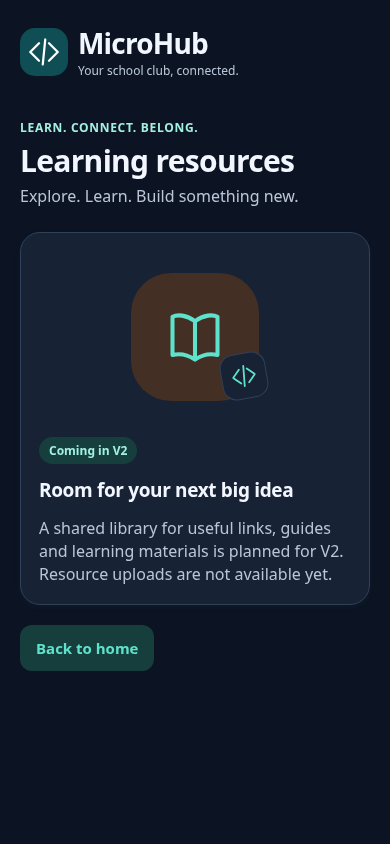 MicroHub
Your school club, connected.
LEARN. CONNECT. BELONG.
Learning resources
Explore. Learn. Build something new.
Coming in V2
Room for your next big idea
A shared library for useful links, guides
and learning materials is planned for V2.
Resource uploads are not available yet.
Back to home